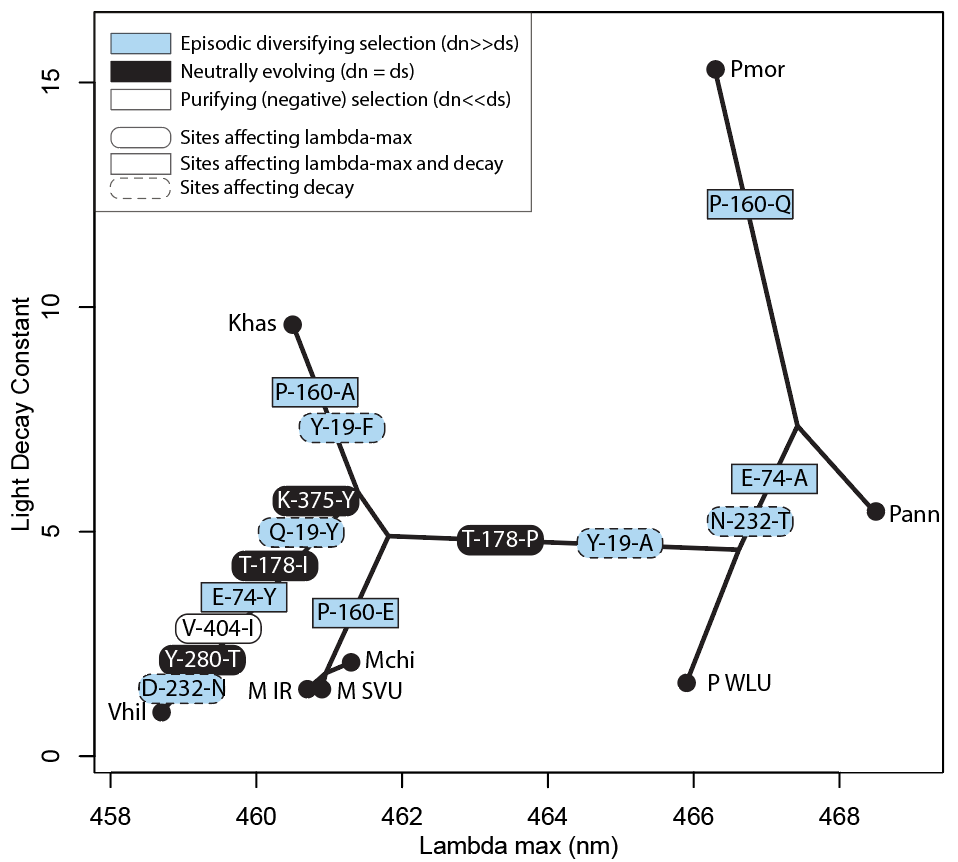 Episodic diversifying selection (dn>>ds)
Neutrally evolving (dn = ds)
Purifying (negative) selection (dn<<ds)
Sites affecting lambda-max
Sites affecting lambda-max and decay
Sites affecting decay
15
10
5
0
Light Decay Constant
Pmor
P-160-Q
Khas
P-160-A
Y-19-F
E-74-A
K-375-Y
Pann
N-232-T
Q-19-Y
T-178-P
Y-19-A
T-178-I
E-74-Y
P-160-E
V-404-I
Y-280-T
Mchi
D-232-N
M IR
M SVU
P WLU
Vhil
458
460
462
464
466
468
Lambda max (nm)